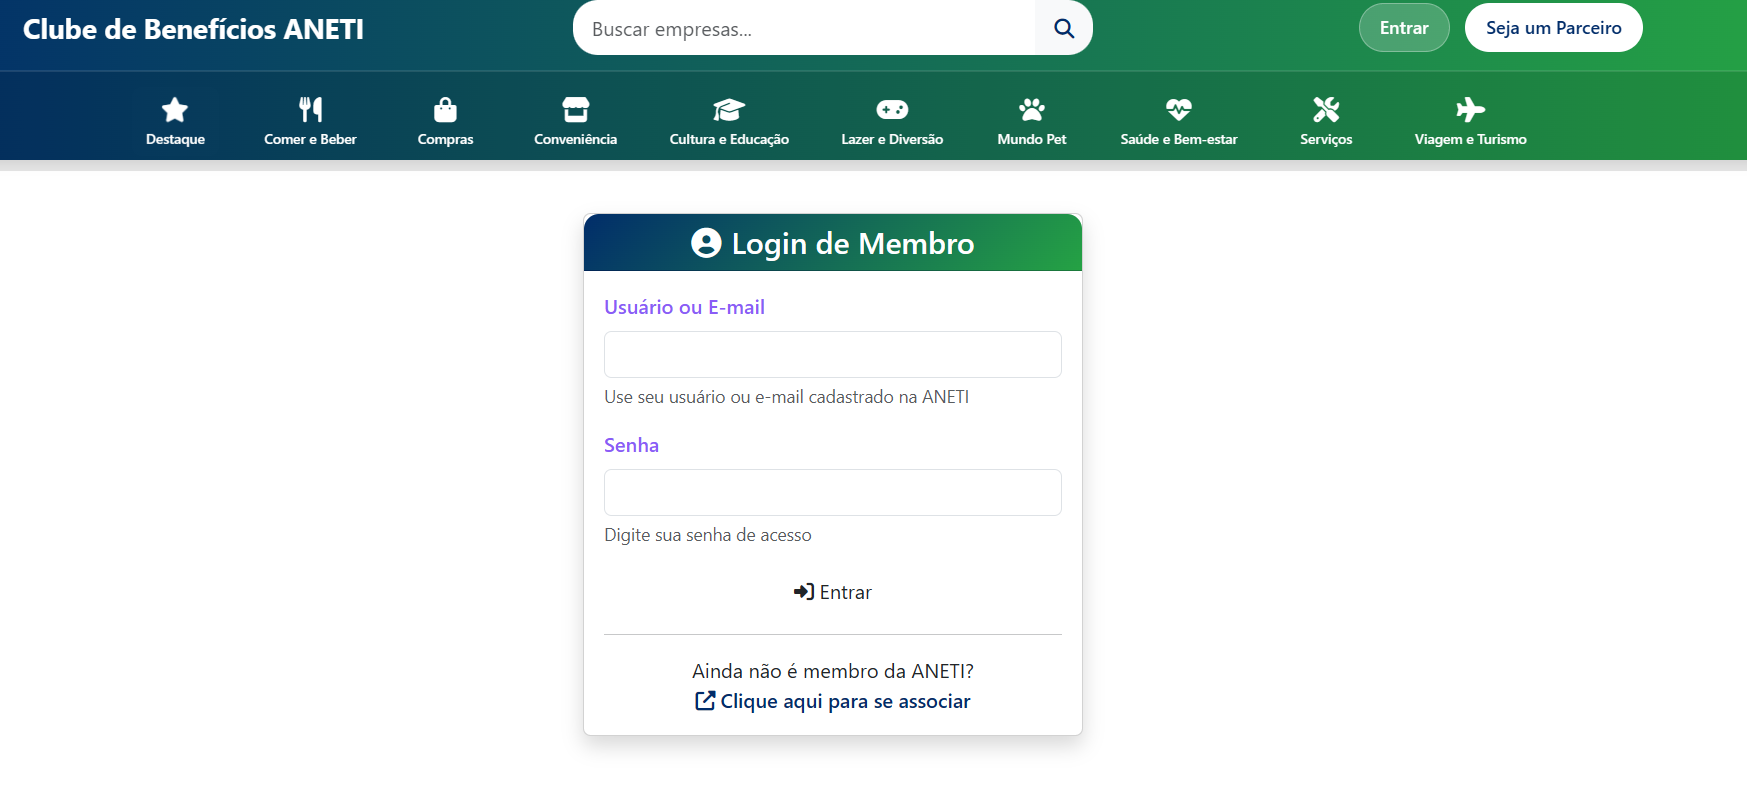 Clube de Benefícios ANETI
Buscar empresas...
Entrar
Seja um Parceiro
Destaque
Comer e Beber
Compras
Conveniência
Cultura e Educação
Lazer e Diversão
Mundo Pet
Saúde e Bem-estar
Serviços
Viagem e Turismo
Login de Membro
Usuário ou E-mail
Use seu usuário ou e-mail cadastrado na ANETI
Senha
Digite sua senha de acesso
Entrar
Ainda não é membro da ANETI?
Clique aqui para se associar